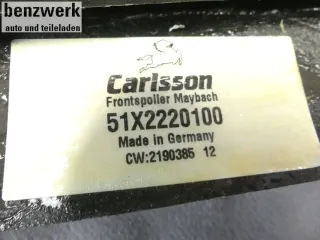 benzwerk
auto und teileladen
Carlsson
Frontspoiler Maybach
51X2220100
Made in Germany
CW:2190385 12